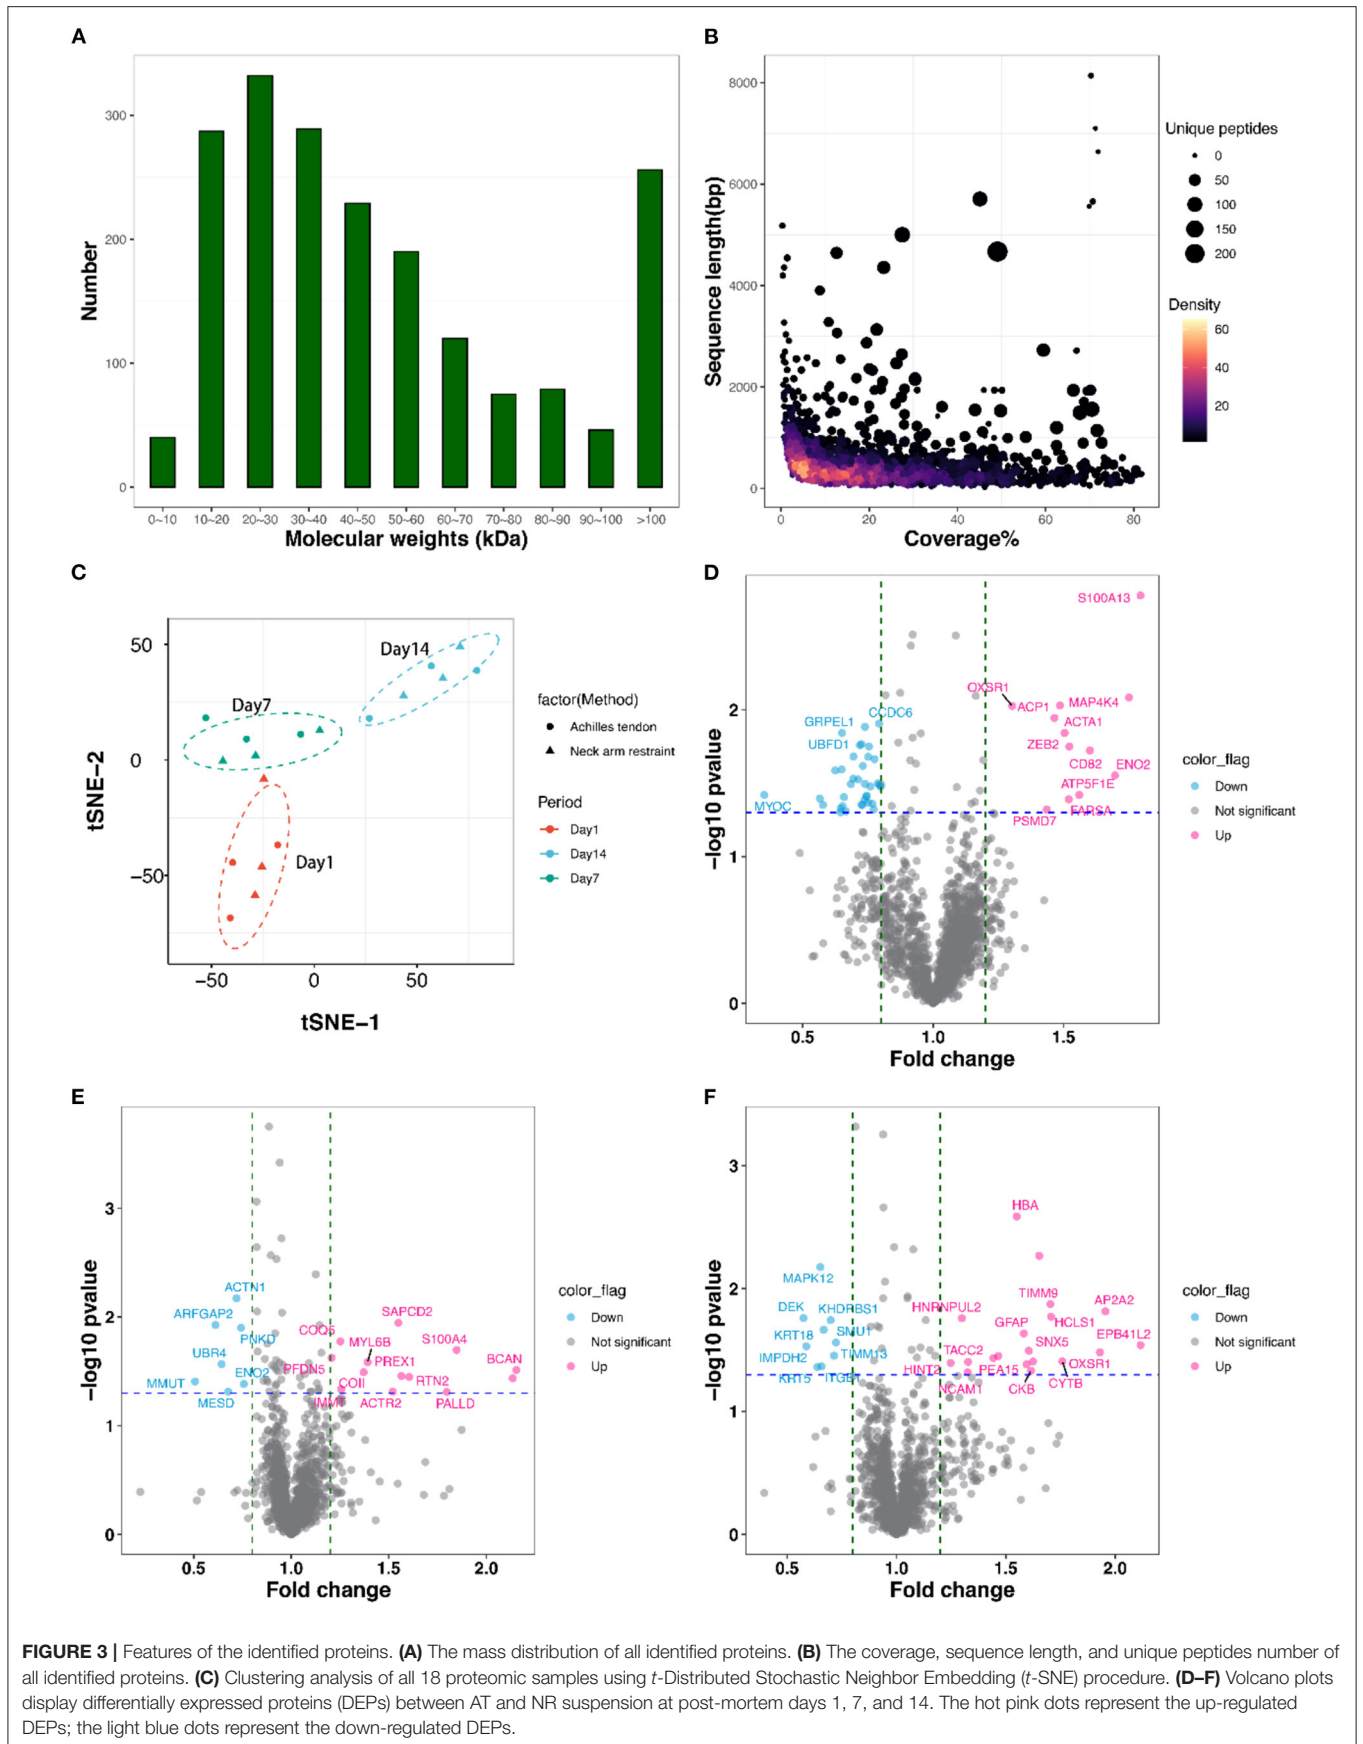 A
Number
300
200
100
0
0~10 10~20 20~30 30~40 40~50 50~60 60~70 70~80 80~90 90~100 >100
Molecular weights (kDa)
B
Sequence length(bp)
8000
6000
4000
2000
0
0 20 40 60 80
Coverage%
Unique peptides
0
50
100
150
200
Density
60
40
20
C
tSNE-2
50
0
-50
Day14
Day7
Day1
-50 0 50
tSNE-1
factor(Method)
Achilles tendon
Neck arm restraint
Period
Day1
Day14
Day7
D
-log10 pvalue
2
1
0
S100A13
OXSR1
ACP1
MAP4K4
ACTA1
ZEB2
CD82
ENO2
ATP5F1E
FARSA
PSMD7
CCDC6
GRPEL1
UBFD1
MYOC
0.5 1.0 1.5
Fold change
color_flag
Down
Not significant
Up
E
-log10 pvalue
3
2
1
0
ACTN1
ARFGAP2
PNKD
UBR4
ENO2
MMUT
MESD
SAPCD2
COQ5
MYL6B
S100A4
PREX1
BCAN
PFDN5
RTN2
COII
MMT
ACTR2
PALLD
0.5 1.0 1.5 2.0
Fold change
color_flag
Down
Not significant
Up
F
-log10 pvalue
3
2
1
0
HBA
MAPK12
DEK
KHDRBS1
KRT18
SMU1
IMPDH2
TIMM13
KRT5
ITGB1
HNRNPUL2
TIMM9
AP2A2
GFAP
HCLS1
EPB41L2
SNX5
TACC2
HINT2
PEA15
OXSR1
NCAM1
CKB
CYTB
0.5 1.0 1.5 2.0
Fold change
color_flag
Down
Not significant
Up
FIGURE 3 | Features of the identified proteins. (A) The mass distribution of all identified proteins. (B) The coverage, sequence length, and unique peptides number of
all identified proteins. (C) Clustering analysis of all 18 proteomic samples using t-Distributed Stochastic Neighbor Embedding (t-SNE) procedure. (D–F) Volcano plots
display differentially expressed proteins (DEPs) between AT and NR suspension at post-mortem days 1, 7, and 14. The hot pink dots represent the up-regulated
DEPs; the light blue dots represent the down-regulated DEPs.